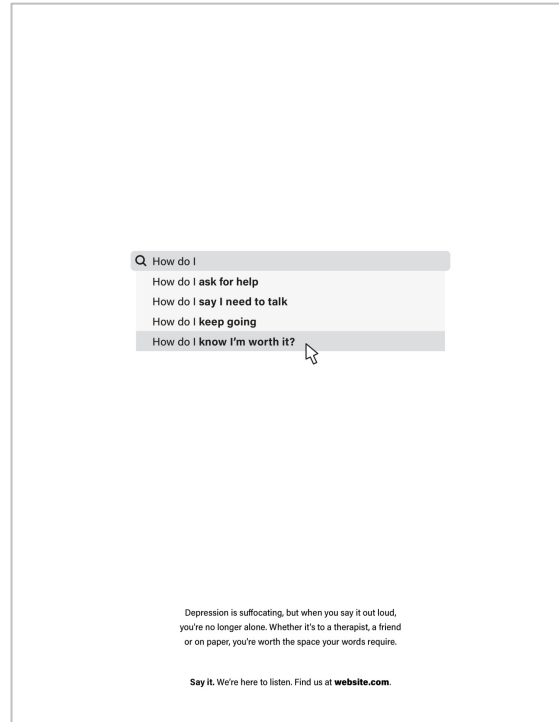 How do I
How do I ask for help
How do I say I need to talk
How do I keep going
How do I know I'm worth it?
Depression is suffocating, but when you say it out loud,
you're no longer alone. Whether it's to a therapist, a friend
or on paper, you're worth the space your words require.
Say it. We're here to listen. Find us at website.com.